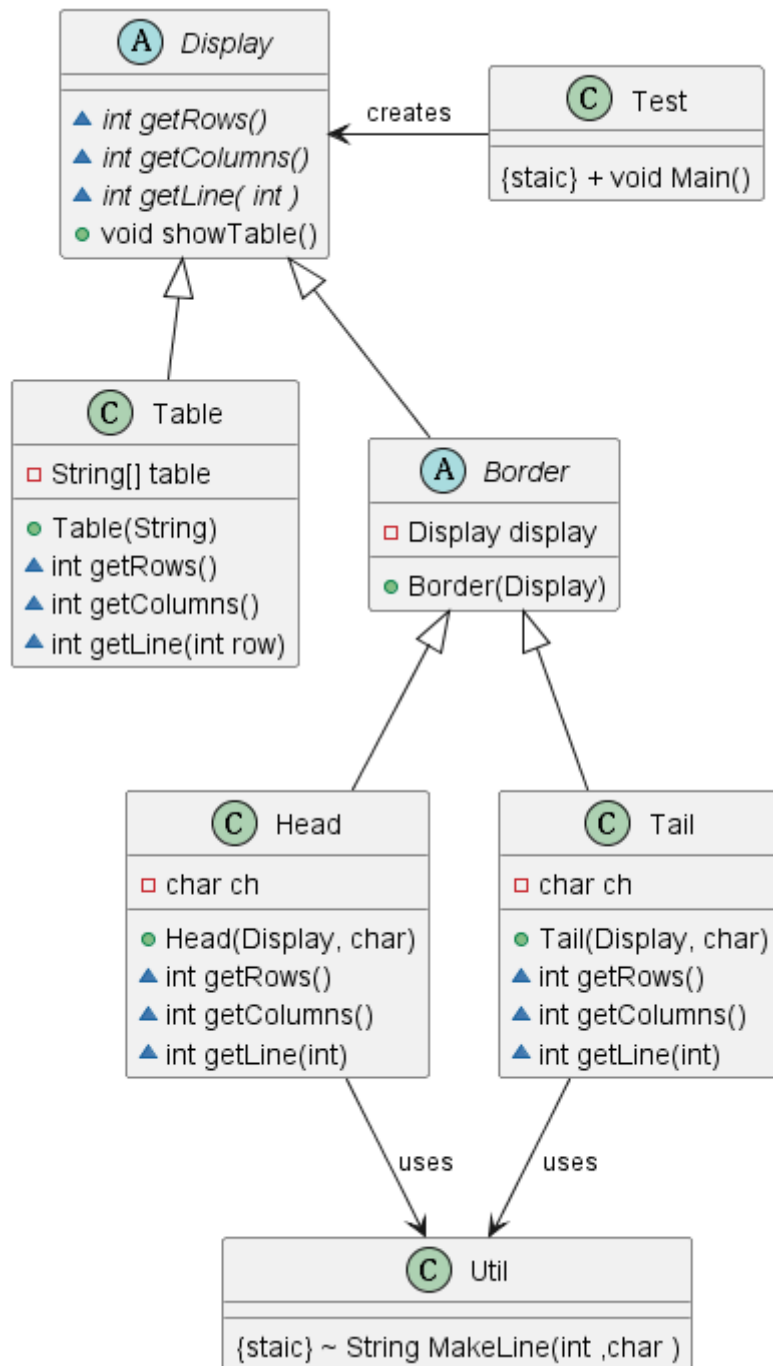 A Display
int getRows()
int getColumns()
int getLine( int )
void showTable()
creates
C Test
{staic} + void Main()
C Table
String[] table
Table(String)
int getRows()
int getColumns()
int getLine(int row)
A Border
Display display
Border(Display)
C Head
char ch
Head(Display, char)
int getRows()
int getColumns()
int getLine(int)
C Tail
char ch
Tail(Display, char)
int getRows()
int getColumns()
int getLine(int)
uses
uses
C Util
{staic} ~ String MakeLine(int ,char )